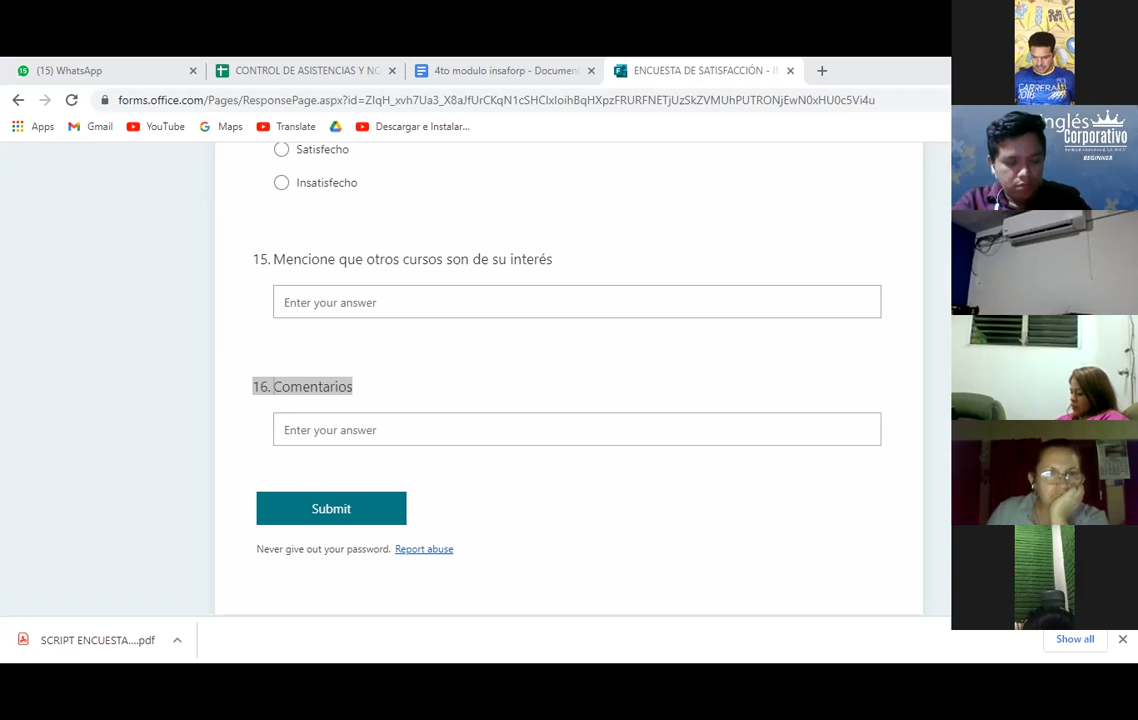 (15) WhatsApp
CONTROL DE ASISTENCIAS Y NO
4to modulo insaforp - Document
ENCUESTA DE SATISFACCIÓN - I
forms.office.com/Pages/ResponsePage.aspx?id=ZIqH_xvh7Ua3_X8aJfUrCKqN1cSHClxIoihBqHXpzFRURFNETjUzSkZVMUhPUTRONjEwN0xHU0c5Vi4u
Apps
Gmail
YouTube
Maps
Translate
Descargar e Instalar...
Satisfecho
Insatisfecho
15. Mencione que otros cursos son de su interés
Enter your answer
16. Comentarios
Enter your answer
Submit
Never give out your password. Report abuse
SCRIPT ENCUESTA....pdf
Show all
CARRERA
Inglés
Corporativo
BEGINNER